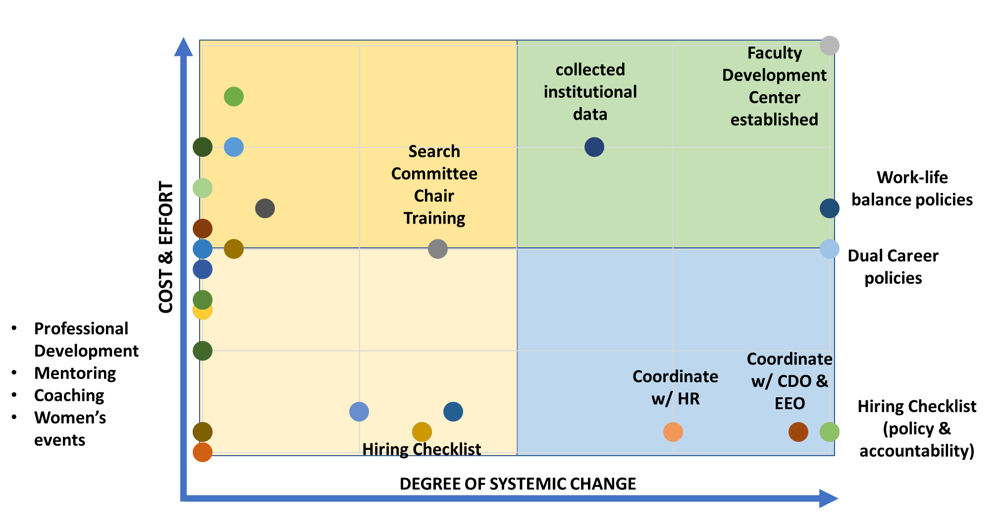 collected
institutional
data
Faculty
Development
Center
established
Search
Committee
Chair
Training
Work-life
balance policies
Dual Career
policies
COST & EFFORT
• Professional
Development
• Mentoring
• Coaching
• Women’s
events
Coordinate
w/ HR
Coordinate
w/ CDO &
EEO
Hiring Checklist
(policy &
accountability)
Hiring Checklist
DEGREE OF SYSTEMIC CHANGE